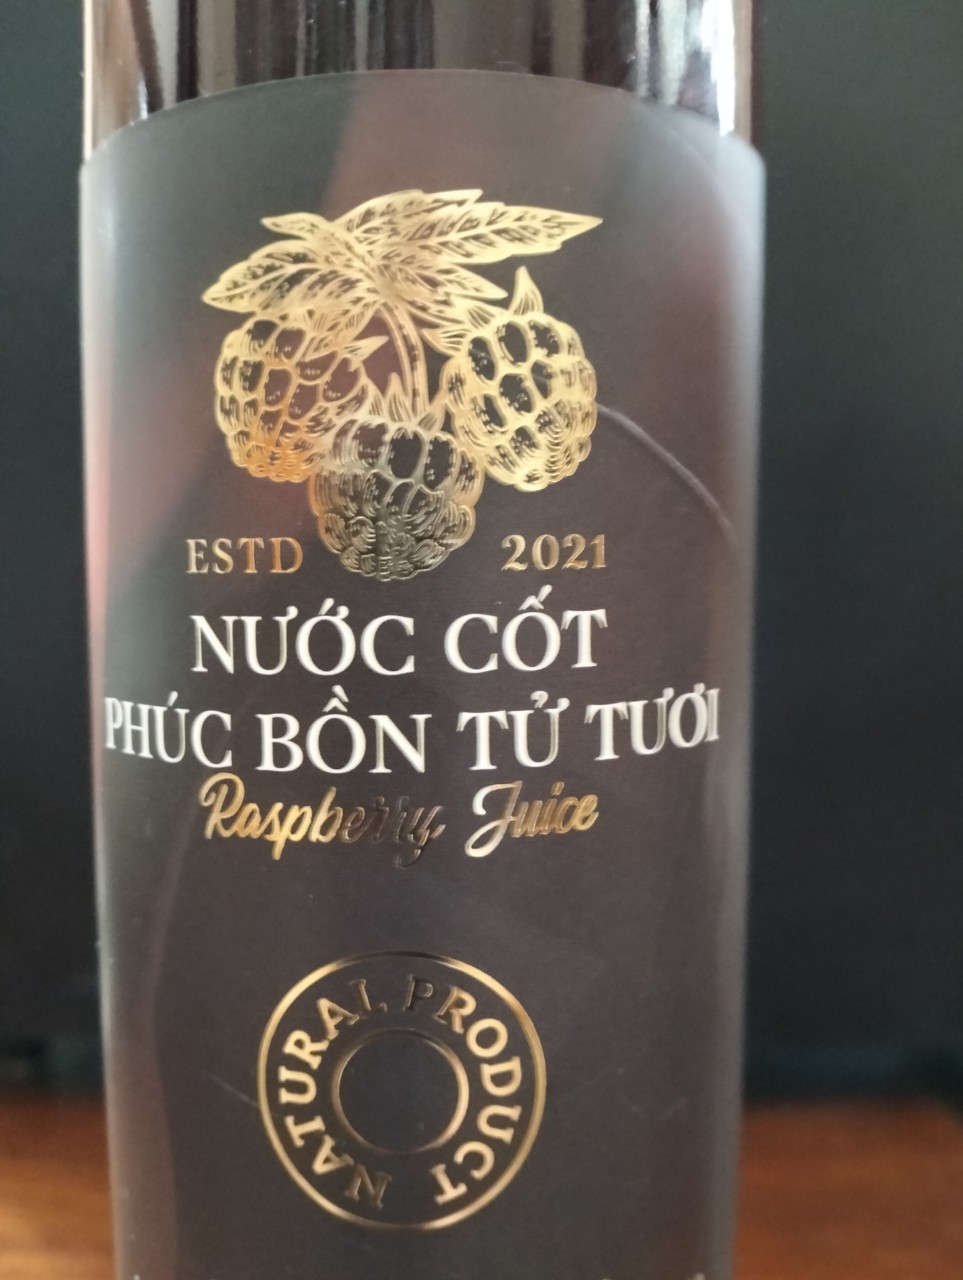 ESTD 2021
NƯỚC CỐT
PHÚC BỒN TỬ TƯƠI
Raspberry Juice
NATURAL PRODUCT